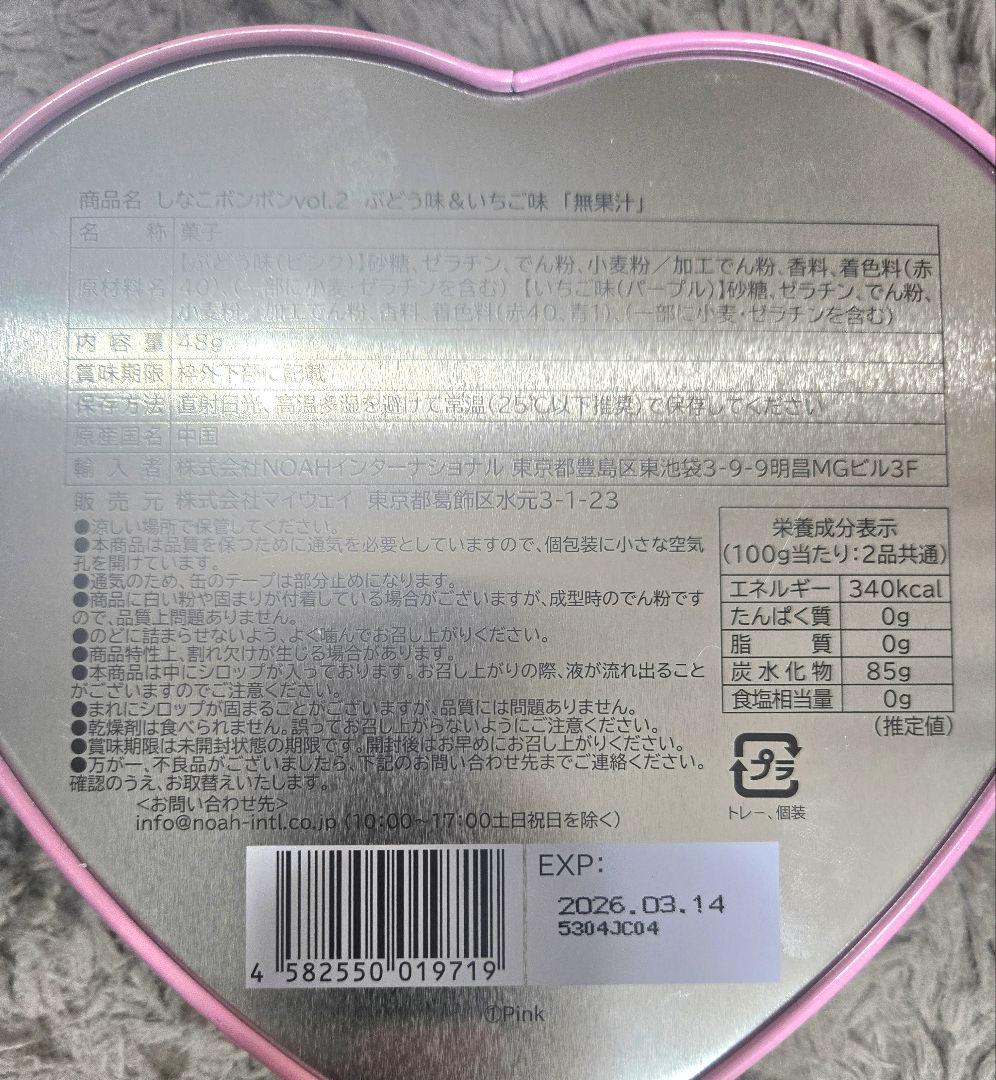 商品名 しなこボンボンvol.2 ぶどう味&いちご味 「無果汁」
名 称 菓子
【ぶどう味(ピンク)】砂糖、ゼラチン、でん粉、小麦粉/加工でん粉、香料、着色料(赤
原材料名 40)、(一部に小麦・ゼラチンを含む) 【いちご味(パープル)】砂糖、ゼラチン、でん粉、
小麦粉/加工でん粉、香料、着色料(赤40、青1)、(一部に小麦・ゼラチンを含む)
内容量 48g
賞味期限 枠外下部に記載
保存方法 直射日光、高温多湿を避けて常温(25℃以下推奨)で保存してください
原産国名 中国
輸入者 株式会社NOAHインターナショナル 東京都豊島区東池袋3-9-9明昌MGビル3F
販売元 株式会社マイウェイ 東京都葛飾区水元3-1-23
●涼しい場所で保管してください。
●本商品は品質を保つために通気を必要としていますので、個包装に小さな空気
孔を開けています。
●通気のため、缶のテープは部分止めになります。
●商品に白い粉や固まりが付着している場合がございますが、成型時のでん粉です
ので、品質上問題ありません。
●のどに詰まらせないよう、よく噛んでお召し上がりください。
●商品特性上、割れ欠けが生じる場合があります。
●本商品は中にシロップが入っております。お召し上がりの際、液が流れ出ること
がございますのでご注意ください。
●まれにシロップが固まることがございますが、品質には問題ありません。
●乾燥剤は食べられません。誤ってお召し上がらないようにご注意ください。
●賞味期限は未開封状態の期限です。開封後はお早めにお召し上がりください。
●万が一、不良品がございましたら、下記のお問い合わせ先までご連絡ください。
確認のうえ、お取替えいたします。
<お問い合わせ先>
info@noah-intl.co.jp (10:00~17:00土日祝日を除く)
栄養成分表示
(100g当たり:2品共通)
エネルギー 340kcal
たんぱく質 0g
脂質 0g
炭水化物 85g
食塩相当量 0g
(推定値)
プラ
トレー、個装
4 582550 019719
EXP:
2026.03.14
5304JC04
①Pink